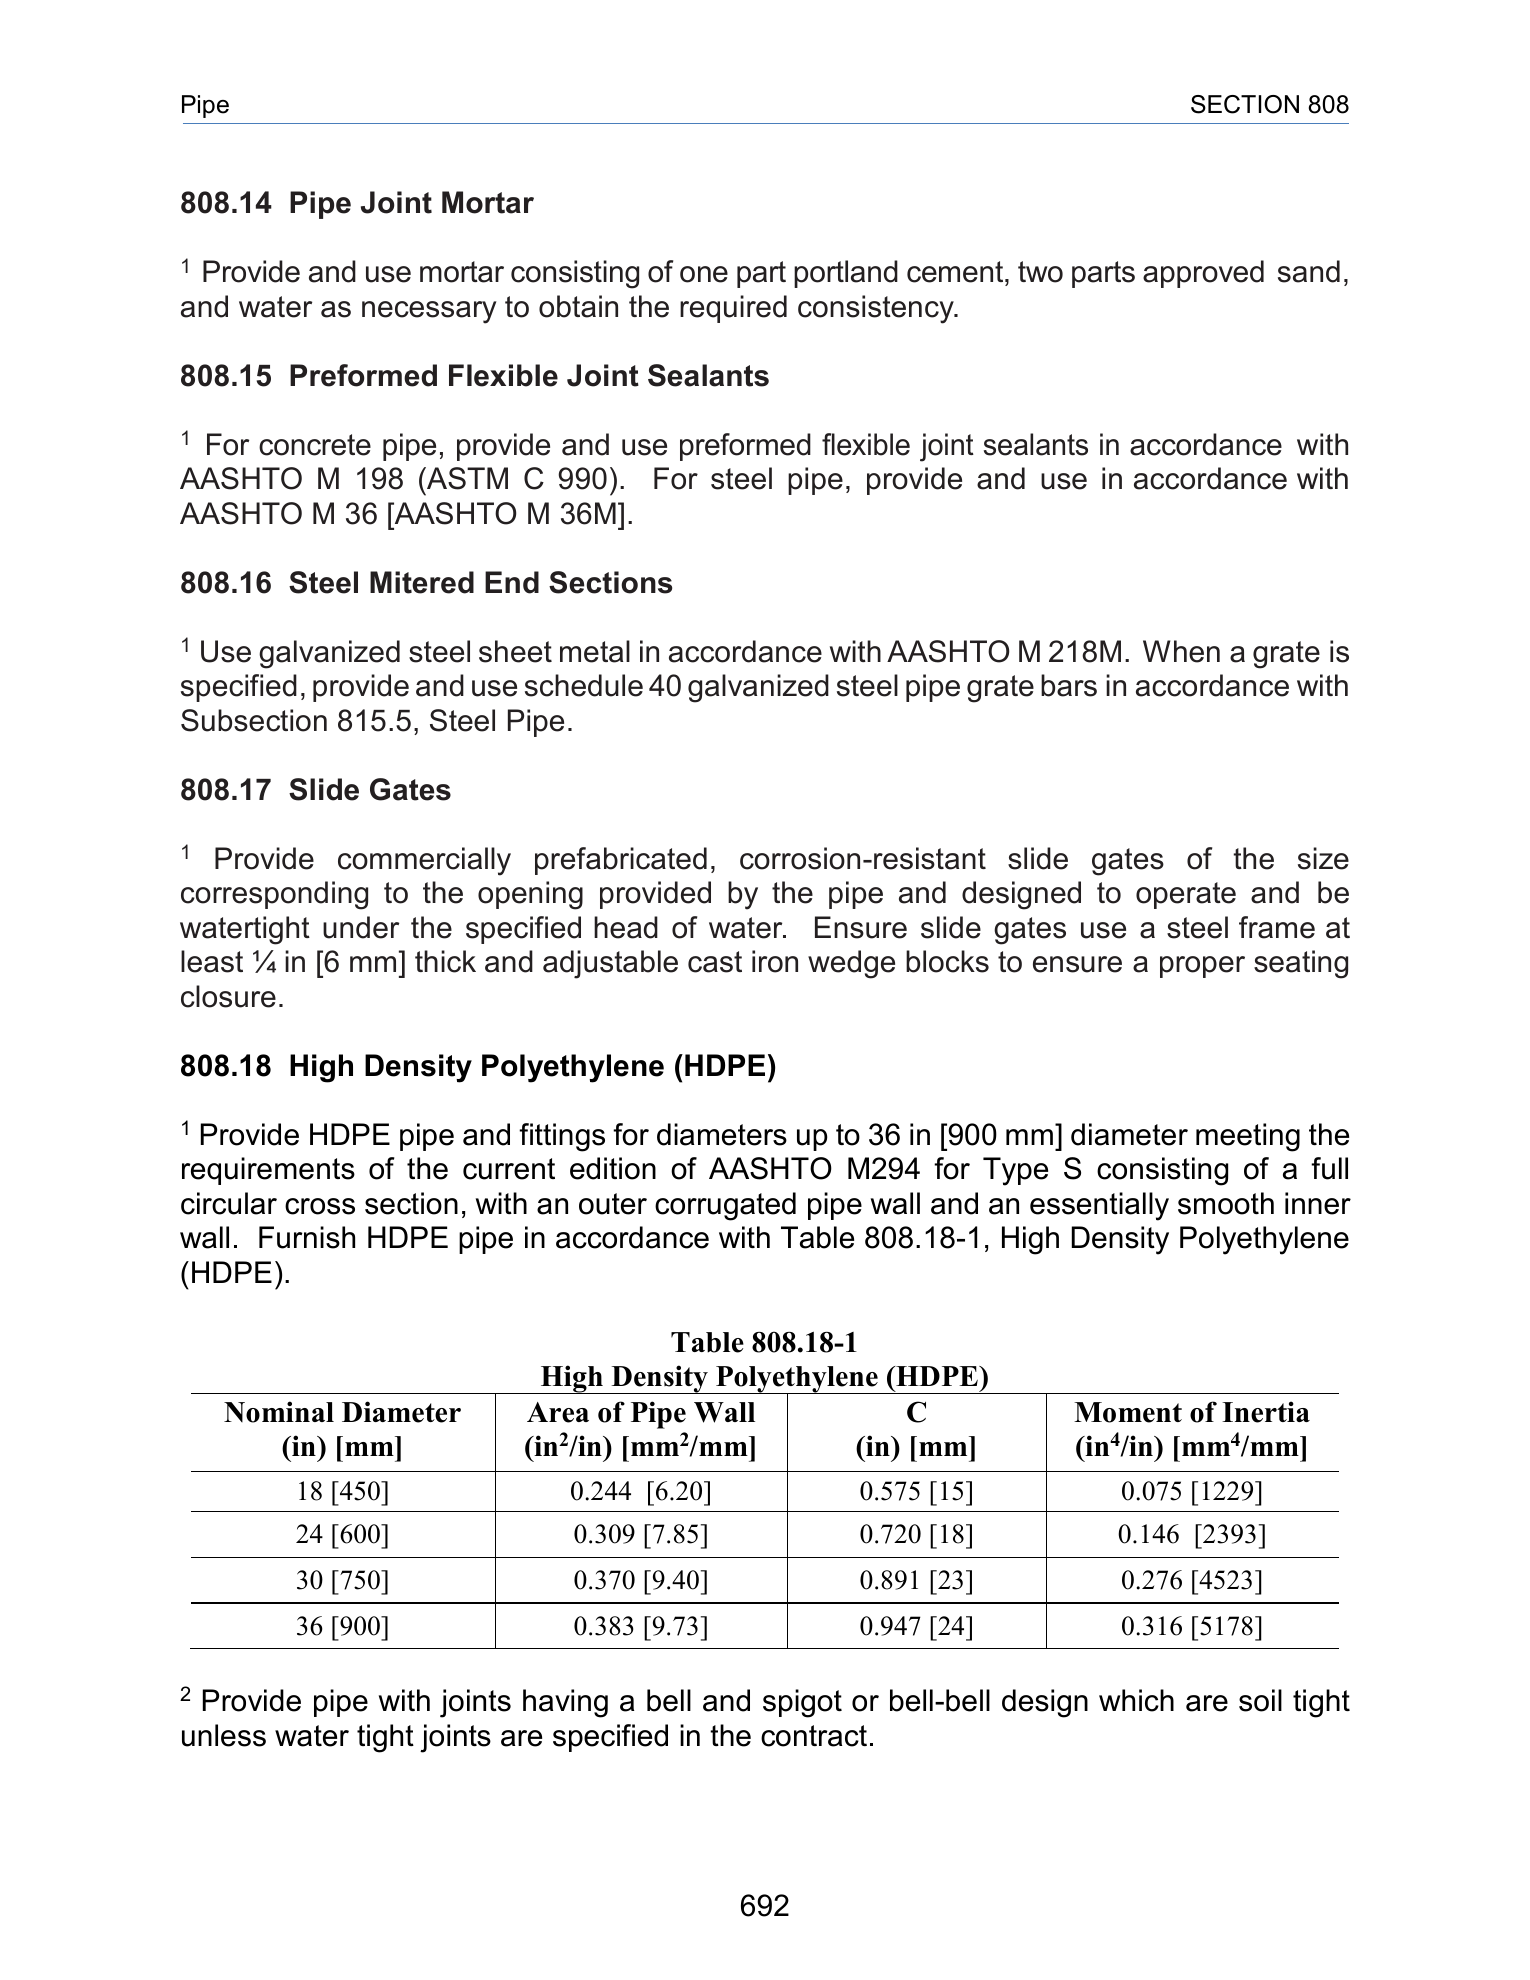 Pipe SECTION 808
808.14 Pipe Joint Mortar
1 Provide and use mortar consisting of one part portland cement, two parts approved sand,
and water as necessary to obtain the required consistency.
808.15 Preformed Flexible Joint Sealants
1 For concrete pipe, provide and use preformed flexible joint sealants in accordance with
AASHTO M 198 (ASTM C 990). For steel pipe, provide and use in accordance with
AASHTO M 36 [AASHTO M 36M].
808.16 Steel Mitered End Sections
1 Use galvanized steel sheet metal in accordance with AASHTO M 218M. When a grate is
specified, provide and use schedule 40 galvanized steel pipe grate bars in accordance with
Subsection 815.5, Steel Pipe.
808.17 Slide Gates
1 Provide commercially prefabricated, corrosion-resistant slide gates of the size
corresponding to the opening provided by the pipe and designed to operate and be
watertight under the specified head of water. Ensure slide gates use a steel frame at
least ¼ in [6 mm] thick and adjustable cast iron wedge blocks to ensure a proper seating
closure.
808.18 High Density Polyethylene (HDPE)
1 Provide HDPE pipe and fittings for diameters up to 36 in [900 mm] diameter meeting the
requirements of the current edition of AASHTO M294 for Type S consisting of a full
circular cross section, with an outer corrugated pipe wall and an essentially smooth inner
wall. Furnish HDPE pipe in accordance with Table 808.18-1, High Density Polyethylene
(HDPE).
Table 808.18-1
High Density Polyethylene (HDPE)
Nominal Diameter Area of Pipe Wall C Moment of Inertia
(in) [mm] (in²/in) [mm²/mm] (in) [mm] (in⁴/in) [mm⁴/mm]
18 [450] 0.244 [6.20] 0.575 [15] 0.075 [1229]
24 [600] 0.309 [7.85] 0.720 [18] 0.146 [2393]
30 [750] 0.370 [9.40] 0.891 [23] 0.276 [4523]
36 [900] 0.383 [9.73] 0.947 [24] 0.316 [5178]
2 Provide pipe with joints having a bell and spigot or bell-bell design which are soil tight
unless water tight joints are specified in the contract.
692